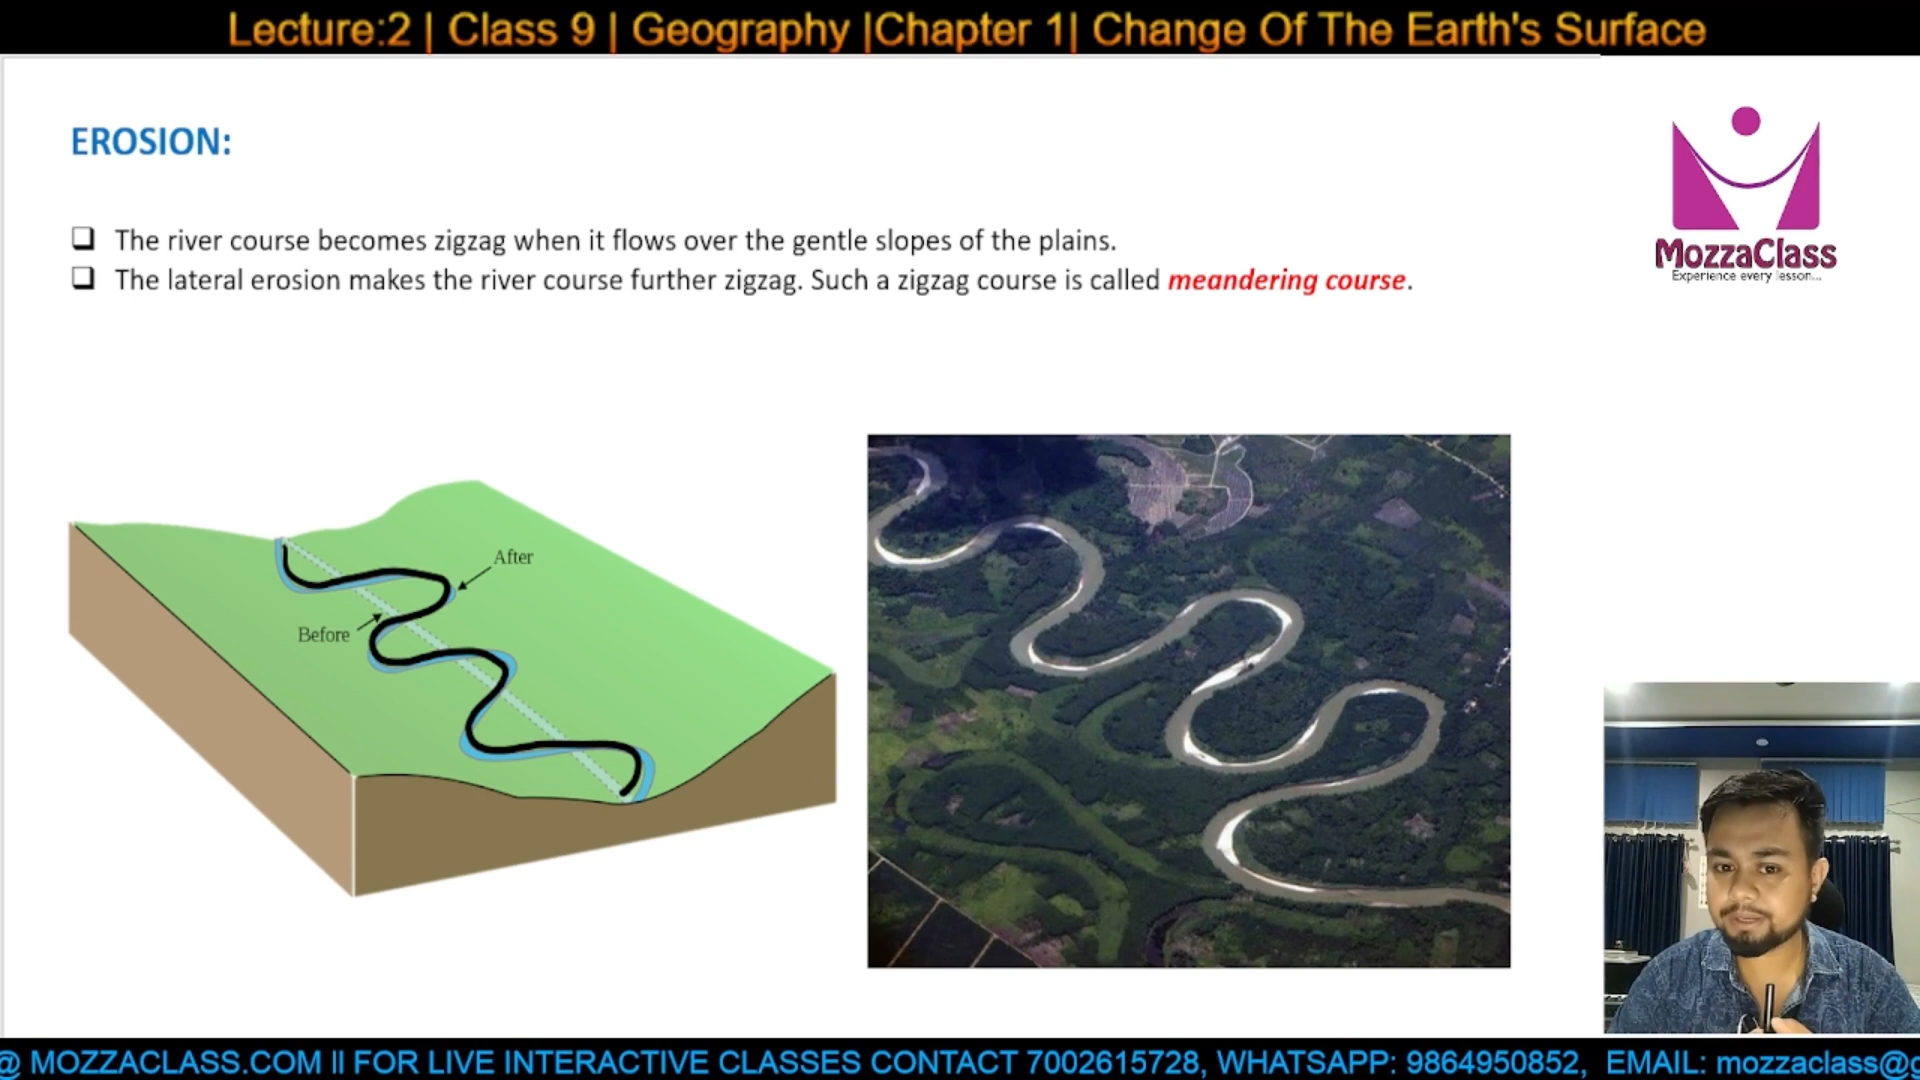 Lecture:2 | Class 9 | Geography |Chapter 1| Change Of The Earth's Surface
EROSION:
The river course becomes zigzag when it flows over the gentle slopes of the plains.
The lateral erosion makes the river course further zigzag. Such a zigzag course is called meandering course.
MozzaClass
Experience every lesson...
After
Before
@ MOZZACLASS.COM ll FOR LIVE INTERACTIVE CLASSES CONTACT 7002615728, WHATSAPP: 9864950852, EMAIL: mozzaclass@g